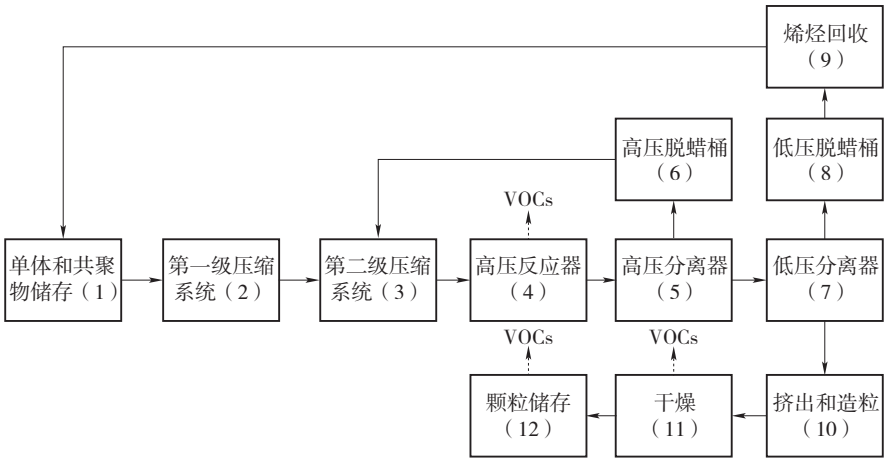 烯烃回收
（9）
高压脱蜡桶
（6）
低压脱蜡桶
（8）
VOCs
单体和共聚
物储存（1）
第一级压缩
系统（2）
第二级压缩
系统（3）
高压反应器
（4）
高压分离器
（5）
低压分离器
（7）
VOCs
VOCs
颗粒储存
（12）
干燥
（11）
挤出和造粒
（10）